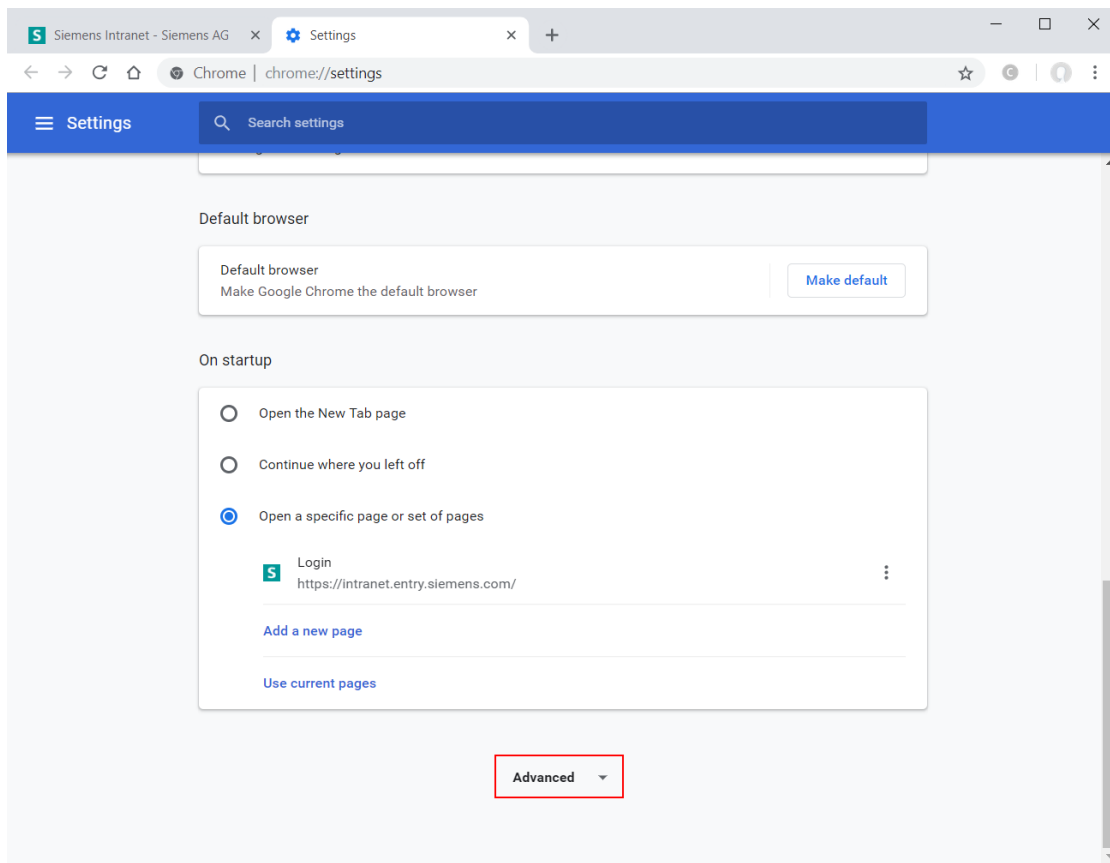 S Siemens Intranet - Siemens AG
Settings
Chrome | chrome://settings
C
Settings
Search settings
Default browser
Default browser
Make Google Chrome the default browser
Make default
On startup
Open the New Tab page
Continue where you left off
Open a specific page or set of pages
S
Login
https://intranet.entry.siemens.com/
Add a new page
Use current pages
Advanced